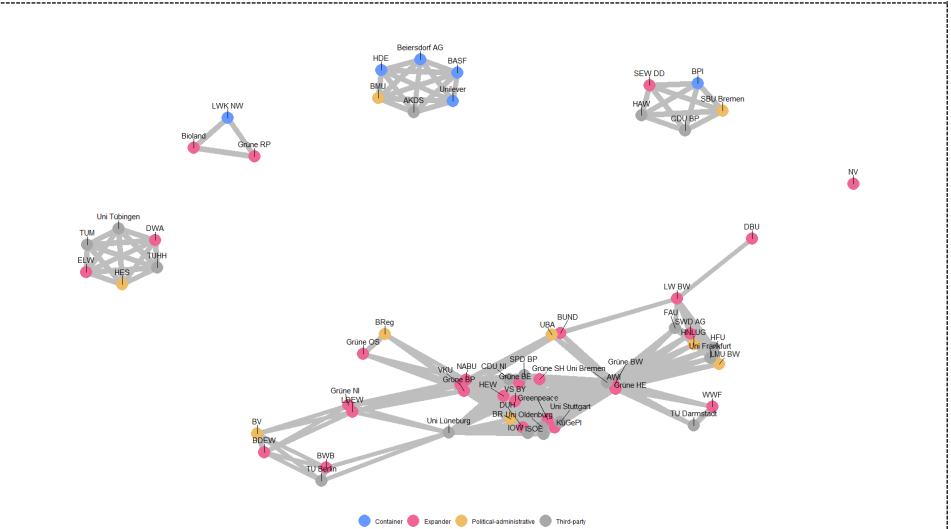 Beiersdorf AG
HDE
BASF
BMU
Unilever
AKDS
SEW DD
BPI
SBU Bremen
HAW
CDU BP
LWK NW
Bioland
Grüne RP
NV
Uni Tübingen
TUM
DWA
ELW
TUHH
HES
DBU
LW BW
FAU
SWD AG
HNLUG
HFU
Uni Frankfurt
LMU BW
BReg
Grüne OS
UBA
BUND
SPD BP
CDU NI
NABU
VKU
Grüne BP
Grüne BE
Grüne SH
Uni Bremen
Grüne BW
AWI
Grüne HE
HEW
VS BY
Greenpeace
DUH
BR
Uni Oldenburg
Uni Stuttgart
IOW
ISOE
KüGePl
WWF
TU Darmstadt
Grüne NI
LDEW
Uni Lüneburg
BV
BDEW
BWB
TU Berlin
Container
Expander
Political-administrative
Third-party